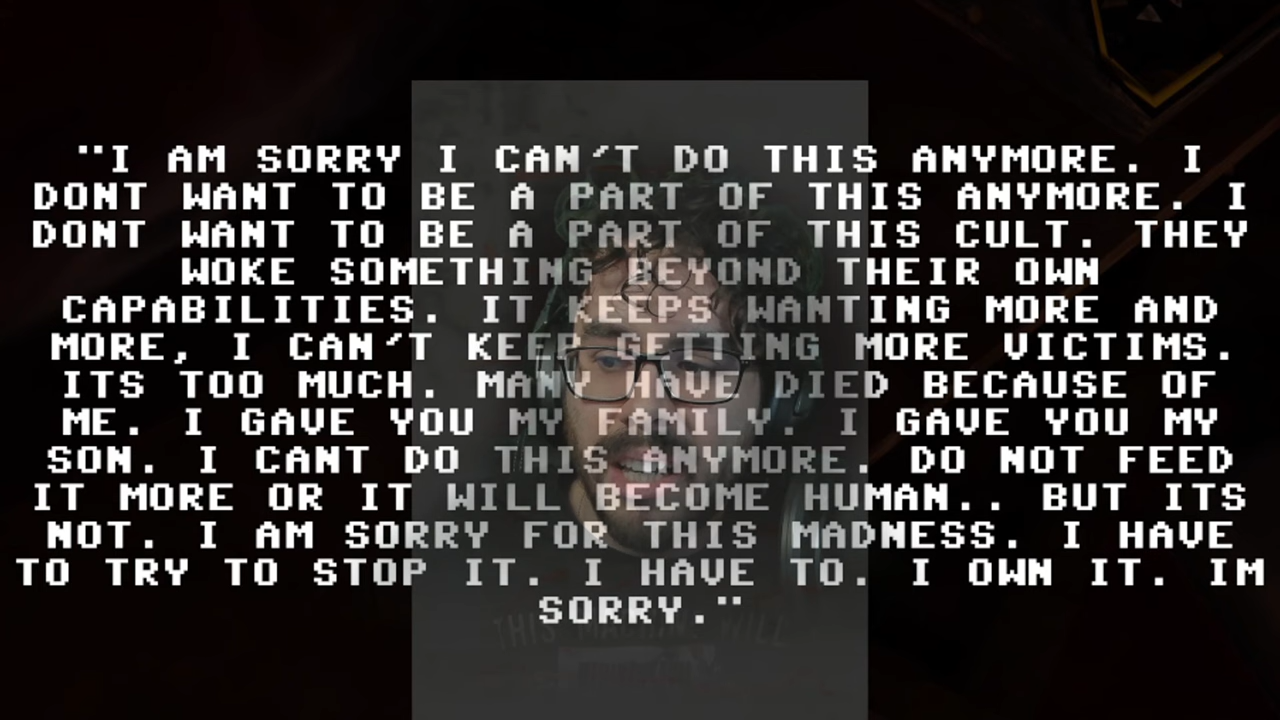 "I AM SORRY I CAN'T DO THIS ANYMORE. I
DONT WANT TO BE A PART OF THIS ANYMORE. I
DONT WANT TO BE A PART OF THIS CULT. THEY
WOKE SOMETHING BEYOND THEIR OWN
CAPABILITIES. IT KEEPS WANTING MORE AND
MORE, I CAN'T KEEP GETTING MORE VICTIMS.
ITS TOO MUCH. MANY HAVE DIED BECAUSE OF
ME. I GAVE YOU MY FAMILY. I GAVE YOU MY
SON. I CANT DO THIS ANYMORE. DO NOT FEED
IT MORE OR IT WILL BECOME HUMAN.. BUT ITS
NOT. I AM SORRY FOR THIS MADNESS. I HAVE
TO TRY TO STOP IT. I HAVE TO. I OWN IT. IM
SORRY."
THIS MACHINE WILL